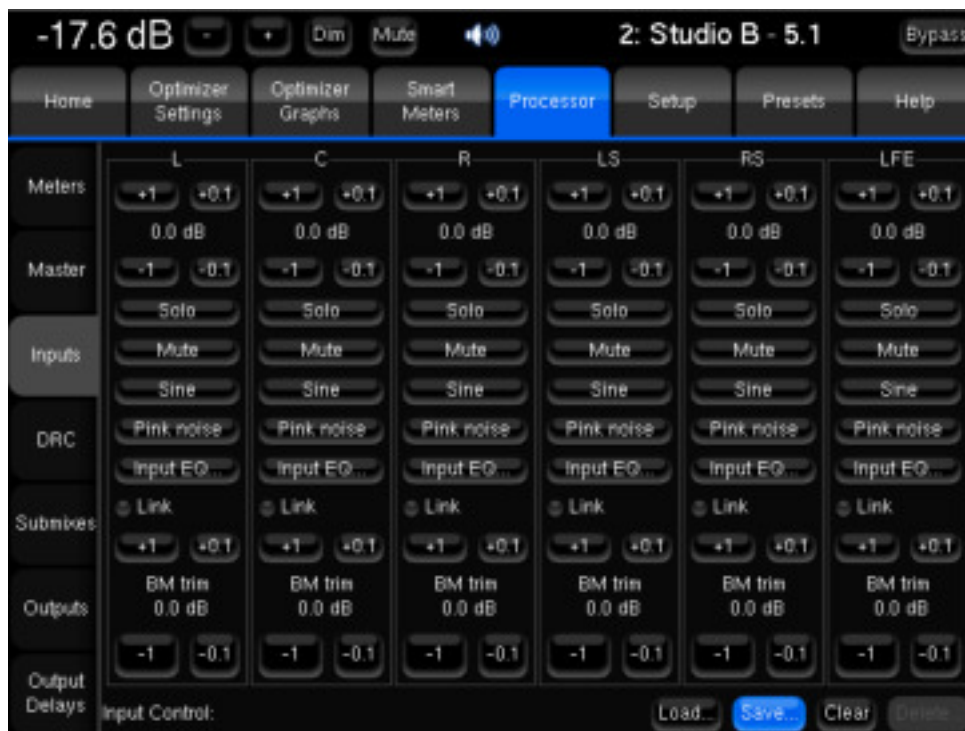 -17.6 dB - + Dim Mute 2: Studio B - 5.1 Bypass
Home Optimizer Settings Optimizer Graphs Smart Meters Processor Setup Presets Help
Meters
Master
Inputs
DRC
Submixes
Outputs
Output Delays
L C R LS RS LFE
+1 +0.1 +1 +0.1 +1 +0.1 +1 +0.1 +1 +0.1 +1 +0.1
0.0 dB 0.0 dB 0.0 dB 0.0 dB 0.0 dB 0.0 dB
-1 -0.1 -1 -0.1 -1 -0.1 -1 -0.1 -1 -0.1 -1 -0.1
Solo Solo Solo Solo Solo Solo
Mute Mute Mute Mute Mute Mute
Sine Sine Sine Sine Sine Sine
Pink noise Pink noise Pink noise Pink noise Pink noise Pink noise
Input EQ... Input EQ... Input EQ... Input EQ... Input EQ... Input EQ...
Link Link Link Link Link Link
+1 +0.1 +1 +0.1 +1 +0.1 +1 +0.1 +1 +0.1 +1 +0.1
BM trim BM trim BM trim BM trim BM trim BM trim
0.0 dB 0.0 dB 0.0 dB 0.0 dB 0.0 dB 0.0 dB
-1 -0.1 -1 -0.1 -1 -0.1 -1 -0.1 -1 -0.1 -1 -0.1
Input Control: Load... Save... Clear Delete...